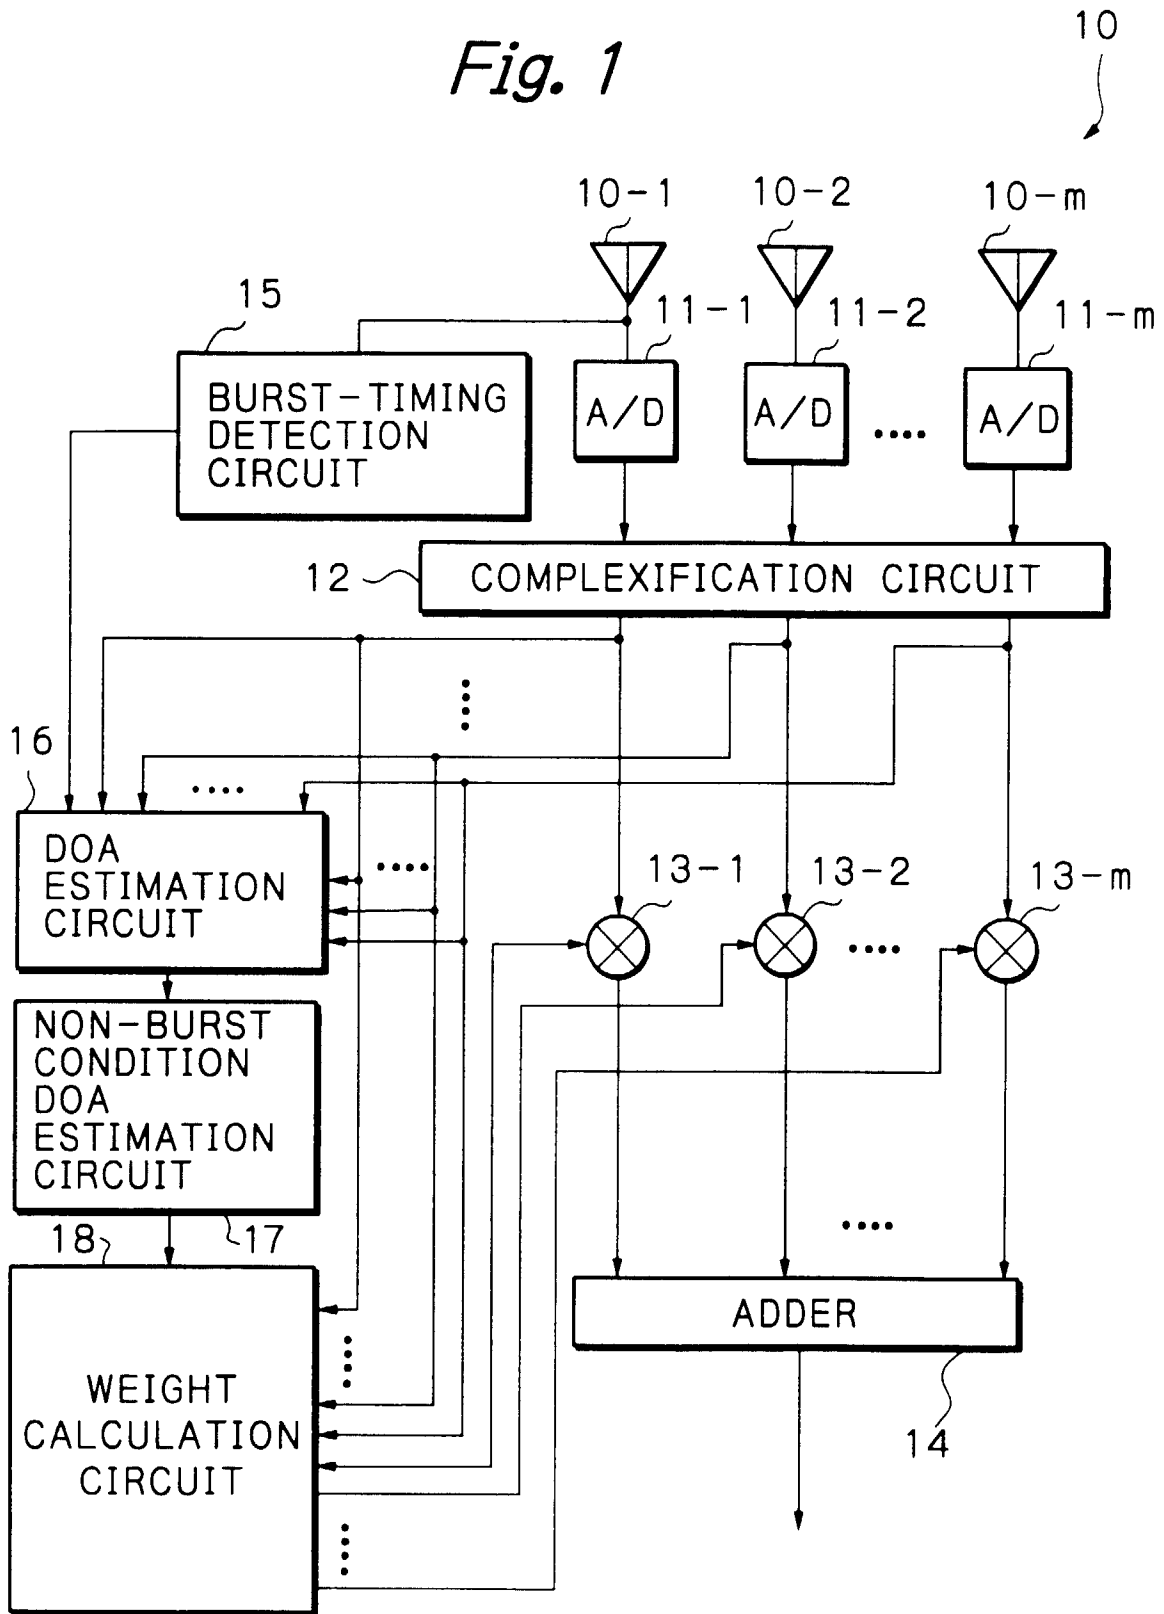 Fig. 1
10
10-1
10-2
10-m
15
11-1
11-2
11-m
BURST-TIMING
DETECTION
CIRCUIT
A/D
A/D
A/D
12
COMPLEXIFICATION CIRCUIT
16
DOA
ESTIMATION
CIRCUIT
13-1
13-2
13-m
NON-BURST
CONDITION
DOA
ESTIMATION
CIRCUIT
18
17
ADDER
WEIGHT
CALCULATION
CIRCUIT
14